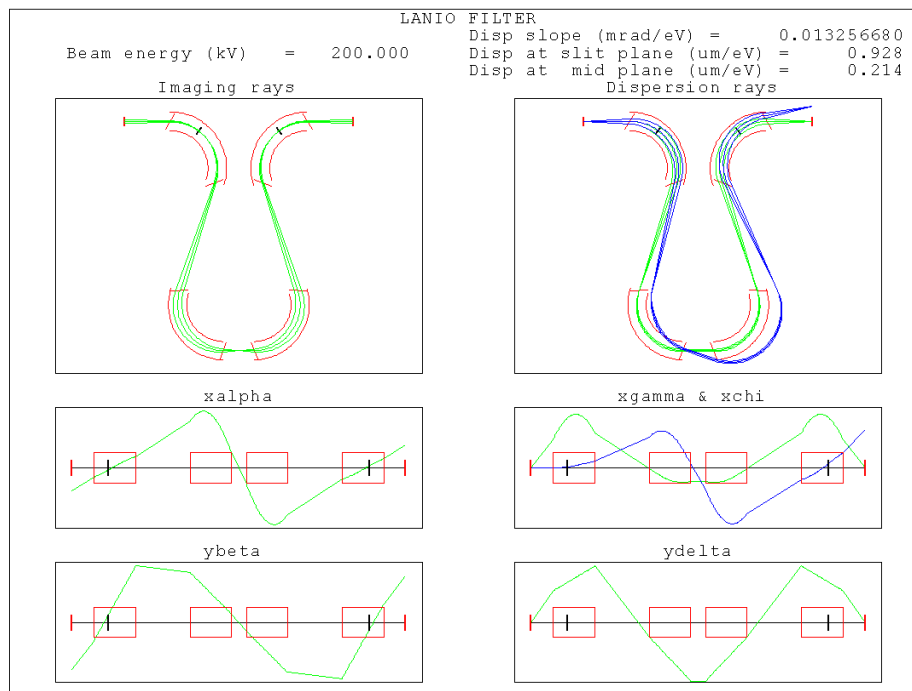 LANIO FILTER
Beam energy (kV) = 200.000
Disp slope (mrad/eV) = 0.013256680
Disp at slit plane (um/eV) = 0.928
Disp at mid plane (um/eV) = 0.214
Imaging rays
Dispersion rays
xalpha
xgamma & xchi
ybeta
ydelta